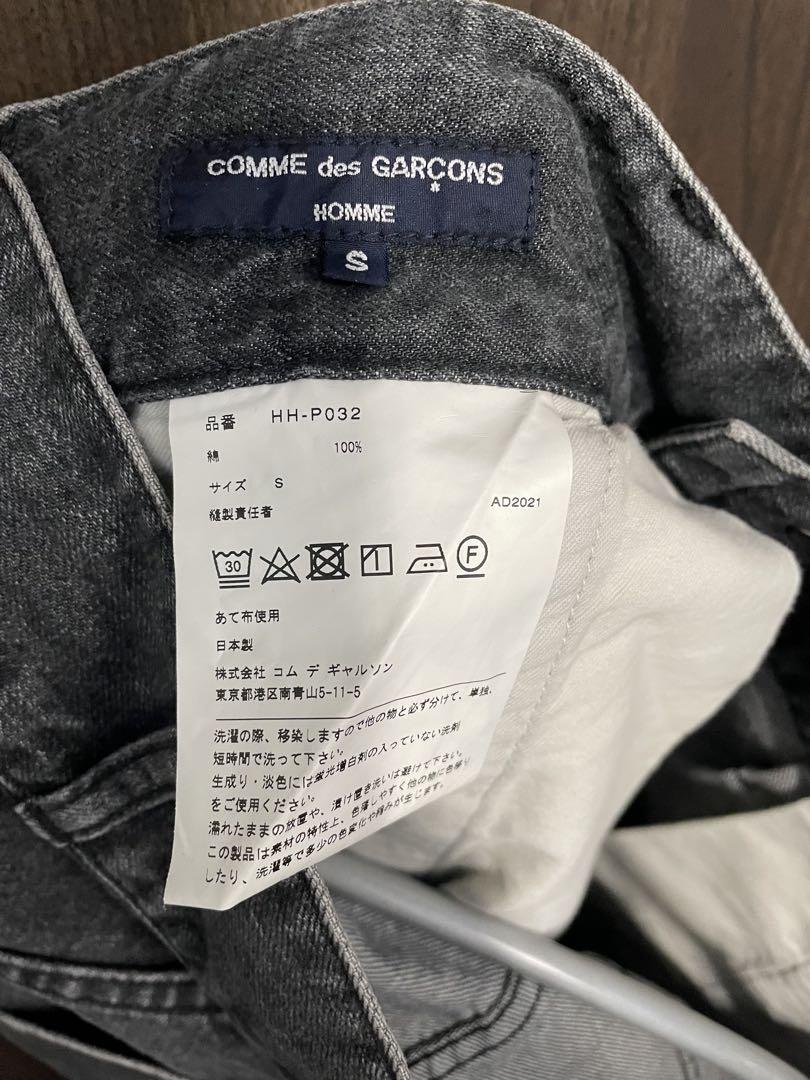 COMME des GARÇONS
HOMME
S
品番 HH-P032
綿 100%
サイズ S
AD2021
縫製責任者
30 1 F
あて布使用
日本製
株式会社 コム デ ギャルソン
東京都港区南青山5-11-5
洗濯の際、移染しますので他の物と必ず分けて、単独、
短時間で洗って下さい。
生成り・淡色には蛍光増白剤の入っていない洗剤
をご使用ください。
濡れたままの放置や、漬け置き洗いは避けて下さい。
この製品は素材の特性上、色落しやすく他の物に色移り
したり、洗濯等で多少の色変化や縮みが生じます。